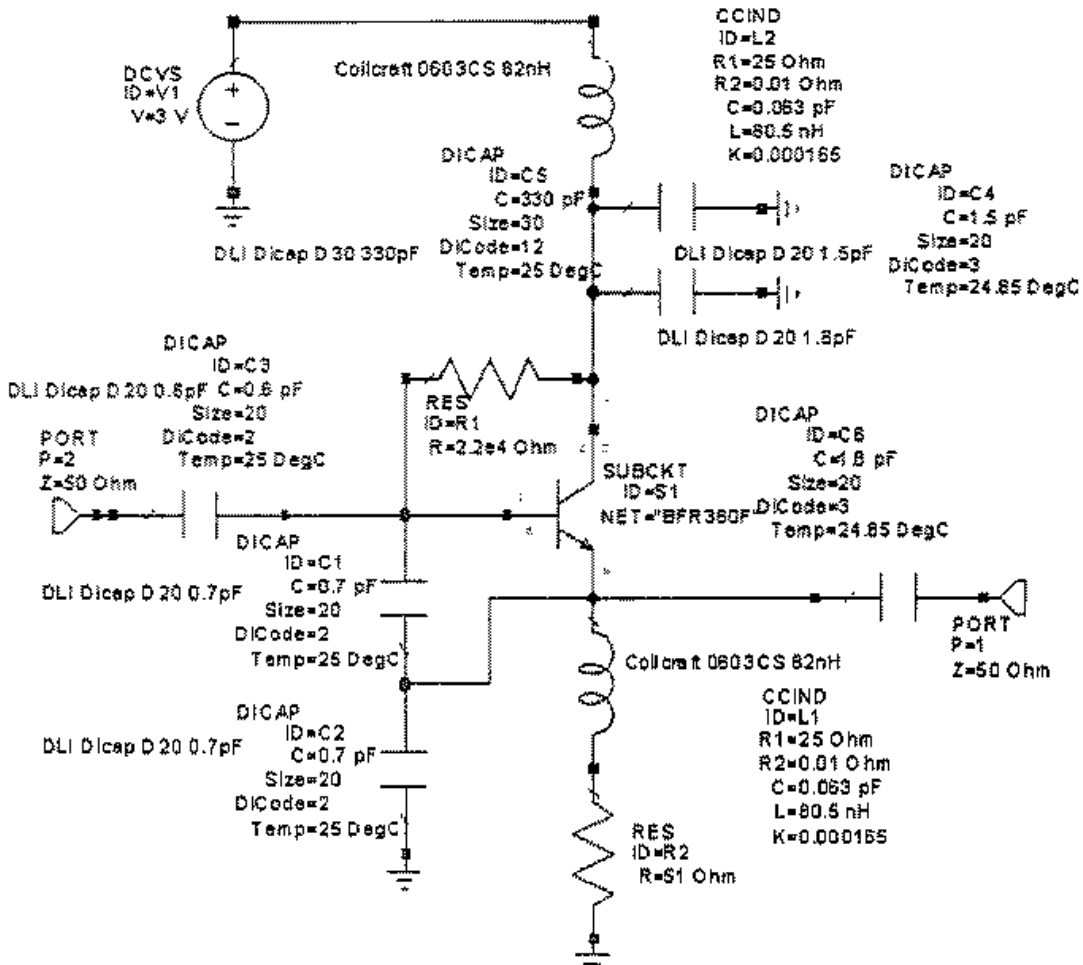 CCIND
ID=L2
R1=25 Ohm
R2=0.01 Ohm
C=0.063 pF
L=80.5 nH
K=0.000165
DCVS
ID=V1
V=3 V
Coilcraft 0603CS 82nH
DICAP
ID=C5
C=330 pF
Size=30
DiCode=12
Temp=25 DegC
DLI Dicap D 30 330pF
DICAP
ID=C4
C=1.5 pF
Size=20
DiCode=3
Temp=24.85 DegC
DLI Dicap D 20 1.5pF
DLI Dicap D 20 1.8pF
DICAP
ID=C3
DLI Dicap D 20 0.6pF
C=0.6 pF
Size=20
DiCode=2
Temp=25 DegC
PORT
P=2
Z=50 Ohm
RES
ID=R1
R=2.2e4 Ohm
DICAP
ID=C6
C=1.8 pF
Size=20
DiCode=3
Temp=24.85 DegC
SUBCKT
ID=S1
NET="BFR380F"
DICAP
ID=C1
C=0.7 pF
DLI Dicap D 20 0.7pF
Size=20
DiCode=2
Temp=25 DegC
PORT
P=1
Z=50 Ohm
Coilcraft 0603CS 82nH
CCIND
ID=L1
R1=25 Ohm
R2=0.01 Ohm
C=0.063 pF
L=80.5 nH
K=0.000165
DICAP
ID=C2
DLI Dicap D 20 0.7pF
C=0.7 pF
Size=20
DiCode=2
Temp=25 DegC
RES
ID=R2
R=51 Ohm